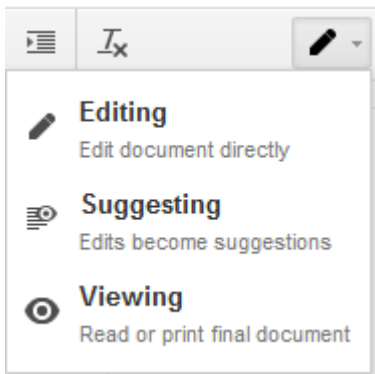 Editing
Edit document directly
Suggesting
Edits become suggestions
Viewing
Read or print final document